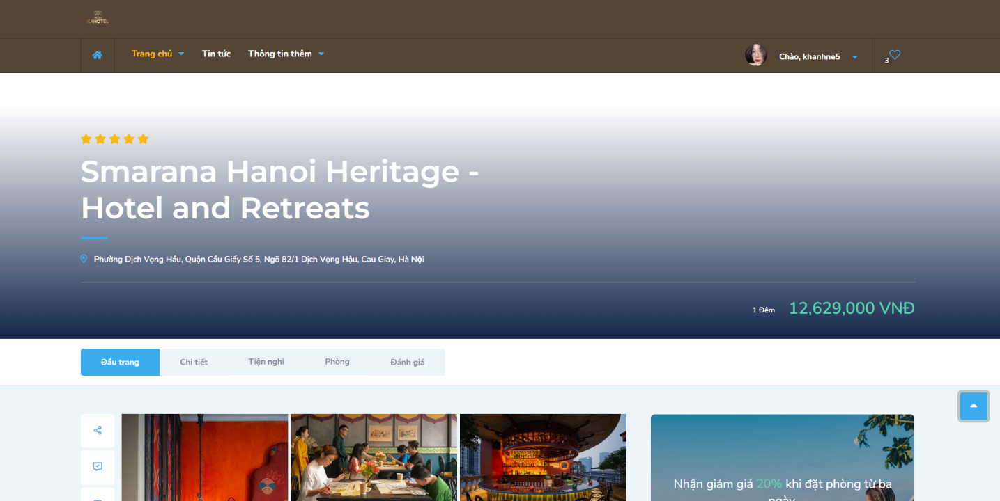 KAHOTEL
Trang chủ
Tin tức
Thông tin thêm
Chào, khanhne5
3
Smarana Hanoi Heritage -
Hotel and Retreats
Phường Dịch Vọng Hầu, Quận Cầu Giấy Số 5, Ngõ 82/1 Dịch Vọng Hậu, Cau Giay, Hà Nội
1 Đêm 12,629,000 VNĐ
Đầu trang
Chi tiết
Tiện nghi
Phòng
Đánh giá
Nhận giảm giá 20% khi đặt phòng từ ba
ngày